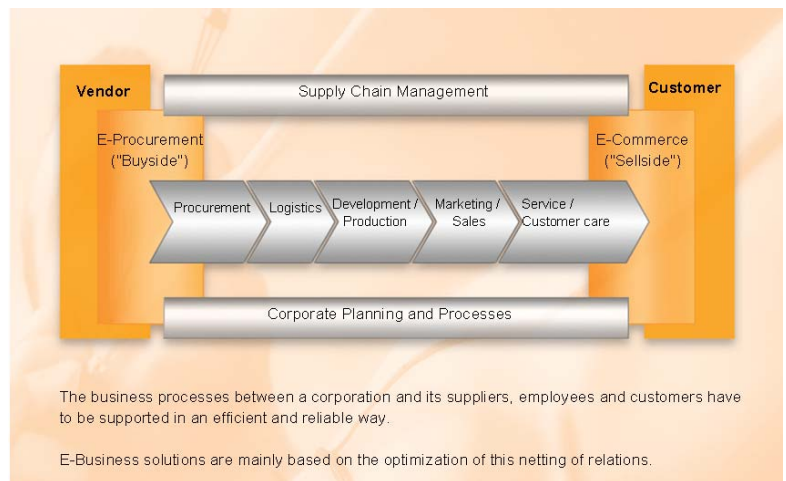 Vendor
Supply Chain Management
Customer
E-Procurement
("Buyside")
E-Commerce
("Sellside")
Procurement
Logistics
Development /
Production
Marketing /
Sales
Service /
Customer care
Corporate Planning and Processes
The business processes between a corporation and its suppliers, employees and customers have
to be supported in an efficient and reliable way.
E-Business solutions are mainly based on the optimization of this netting of relations.